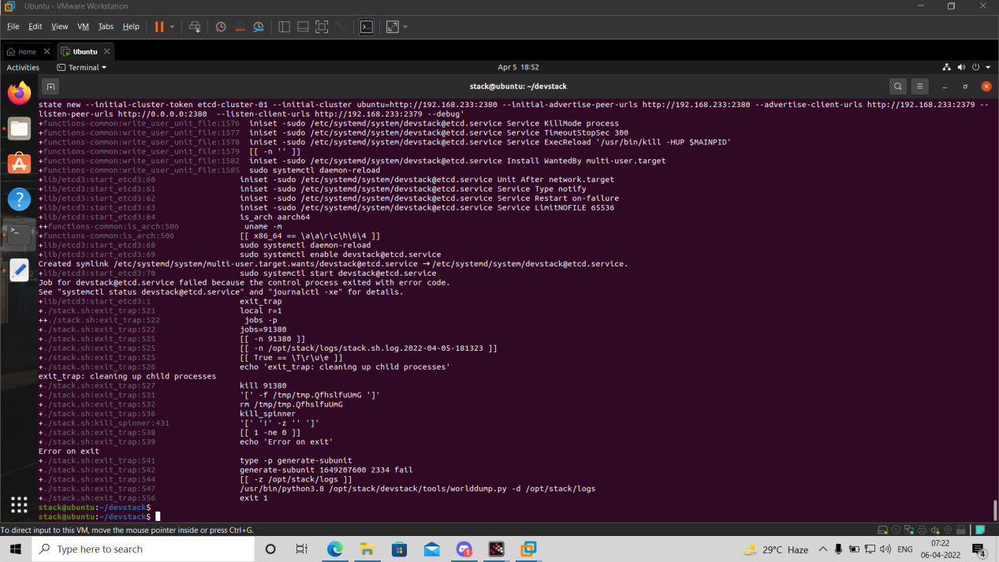 Ubuntu - VMware Workstation
File Edit View VM Tabs Help
Home Ubuntu
Activities Terminal Apr 5 18:52
stack@ubuntu: ~/devstack
state new --initial-cluster-token etcd-cluster-01 --initial-cluster ubuntu=http://192.168.233:2380 --initial-advertise-peer-urls http://192.168.233:2380 --advertise-client-urls http://192.168.233:2379 --
listen-peer-urls http://0.0.0.0:2380  --listen-client-urls http://192.168.233:2379 --debug'
+functions-common:write_user_unit_file:1576  iniset -sudo /etc/systemd/system/devstack@etcd.service Service KillMode process
+functions-common:write_user_unit_file:1577  iniset -sudo /etc/systemd/system/devstack@etcd.service Service TimeoutStopSec 300
+functions-common:write_user_unit_file:1578  iniset -sudo /etc/systemd/system/devstack@etcd.service Service ExecReload '/usr/bin/kill -HUP $MAINPID'
+functions-common:write_user_unit_file:1579  [[ -n '' ]]
+functions-common:write_user_unit_file:1582  iniset -sudo /etc/systemd/system/devstack@etcd.service Install WantedBy multi-user.target
+functions-common:write_user_unit_file:1585  sudo systemctl daemon-reload
+lib/etcd3:start_etcd3:60 iniset -sudo /etc/systemd/system/devstack@etcd.service Unit After network.target
+lib/etcd3:start_etcd3:61 iniset -sudo /etc/systemd/system/devstack@etcd.service Service Type notify
+lib/etcd3:start_etcd3:62 iniset -sudo /etc/systemd/system/devstack@etcd.service Service Restart on-failure
+lib/etcd3:start_etcd3:63 iniset -sudo /etc/systemd/system/devstack@etcd.service Service LimitNOFILE 65536
+lib/etcd3:start_etcd3:64 is_arch aarch64
++functions-common:is_arch:506 uname -m
+functions-common:is_arch:506 [[ x86_64 == \a\a\r\c\h\6\4 ]]
+lib/etcd3:start_etcd3:68 sudo systemctl daemon-reload
+lib/etcd3:start_etcd3:69 sudo systemctl enable devstack@etcd.service
Created symlink /etc/systemd/system/multi-user.target.wants/devstack@etcd.service → /etc/systemd/system/devstack@etcd.service.
+lib/etcd3:start_etcd3:70 sudo systemctl start devstack@etcd.service
Job for devstack@etcd.service failed because the control process exited with error code.
See "systemctl status devstack@etcd.service" and "journalctl -xe" for details.
+lib/etcd3:start_etcd3:1 exit_trap
+./stack.sh:exit_trap:521 local r=1
++./stack.sh:exit_trap:522 jobs -p
+./stack.sh:exit_trap:522 jobs=91380
+./stack.sh:exit_trap:525 [[ -n 91380 ]]
+./stack.sh:exit_trap:525 [[ -n /opt/stack/logs/stack.sh.log.2022-04-05-181323 ]]
+./stack.sh:exit_trap:525 [[ True == \T\r\u\e ]]
+./stack.sh:exit_trap:526 echo 'exit_trap: cleaning up child processes'
exit_trap: cleaning up child processes
+./stack.sh:exit_trap:527 kill 91380
+./stack.sh:exit_trap:531 '[' -f /tmp/tmp.QfhslfuUmG ']'
+./stack.sh:exit_trap:532 rm /tmp/tmp.QfhslfuUmG
+./stack.sh:exit_trap:536 kill_spinner
+./stack.sh:kill_spinner:431 '[' '!' -z '' ']'
+./stack.sh:exit_trap:538 [[ 1 -ne 0 ]]
+./stack.sh:exit_trap:539 echo 'Error on exit'
Error on exit
+./stack.sh:exit_trap:541 type -p generate-subunit
+./stack.sh:exit_trap:542 generate-subunit 1649207600 2334 fail
+./stack.sh:exit_trap:544 [[ -z /opt/stack/logs ]]
+./stack.sh:exit_trap:547 /usr/bin/python3.8 /opt/stack/devstack/tools/worlddump.py -d /opt/stack/logs
+./stack.sh:exit_trap:556 exit 1
stack@ubuntu:~/devstack$
stack@ubuntu:~/devstack$
To direct input to this VM, move the mouse pointer inside or press Ctrl+G.
Type here to search
29°C Haze ENG 07:22
06-04-2022
4
1